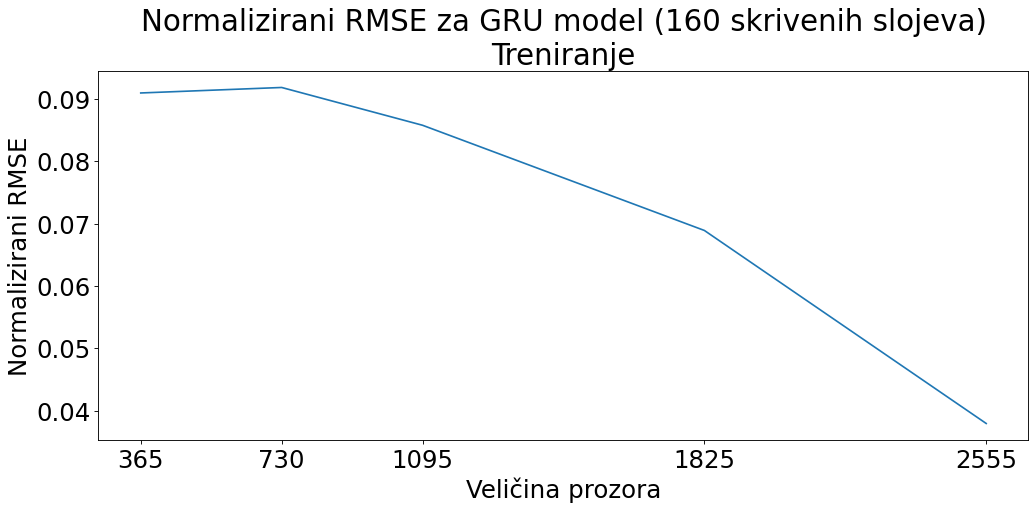 Normalizirani RMSE za GRU model (160 skrivenih slojeva)
Treniranje
Normalizirani RMSE
0.09
0.08
0.07
0.06
0.05
0.04
365 730 1095 1825 2555
Veličina prozora